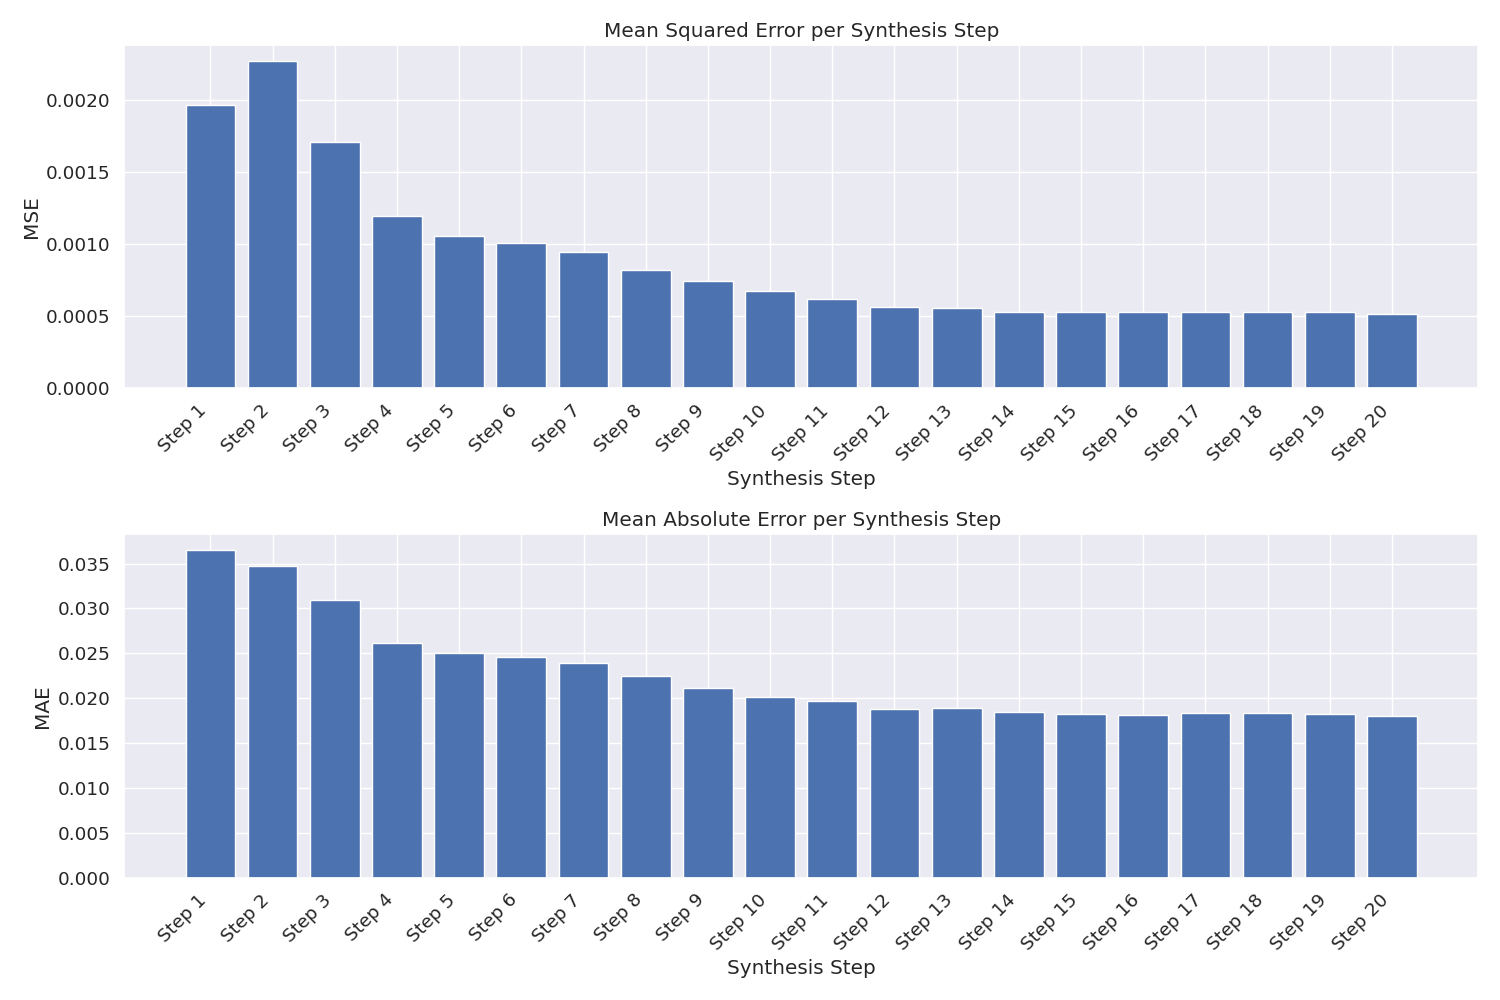 Mean Squared Error per Synthesis Step
MSE
0.0020
0.0015
0.0010
0.0005
0.0000
Step 1
Step 2
Step 3
Step 4
Step 5
Step 6
Step 7
Step 8
Step 9
Step 10
Step 11
Step 12
Step 13
Step 14
Step 15
Step 16
Step 17
Step 18
Step 19
Step 20
Synthesis Step
Mean Absolute Error per Synthesis Step
MAE
0.035
0.030
0.025
0.020
0.015
0.010
0.005
0.000
Step 1
Step 2
Step 3
Step 4
Step 5
Step 6
Step 7
Step 8
Step 9
Step 10
Step 11
Step 12
Step 13
Step 14
Step 15
Step 16
Step 17
Step 18
Step 19
Step 20
Synthesis Step